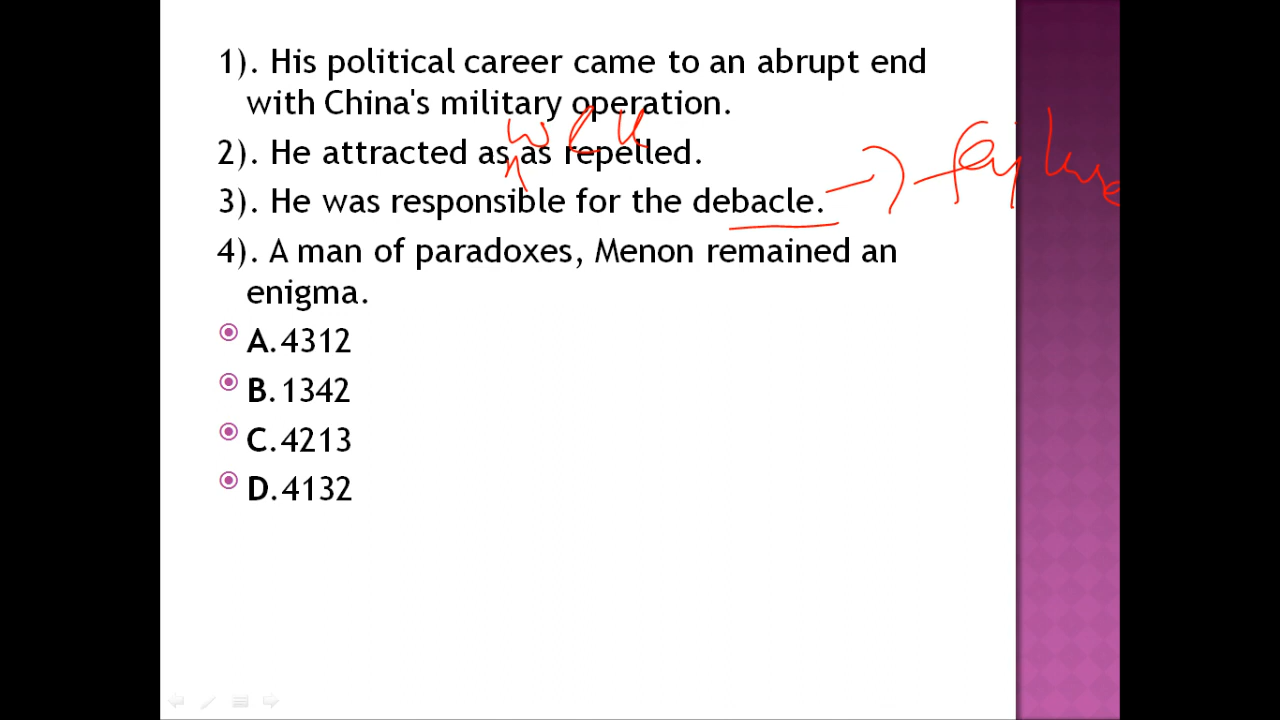 1). His political career came to an abrupt end
with China's military operation.
well
2). He attracted as as repelled.
failure
3). He was responsible for the debacle.
4). A man of paradoxes, Menon remained an
enigma.
A.4312
B.1342
C.4213
D.4132